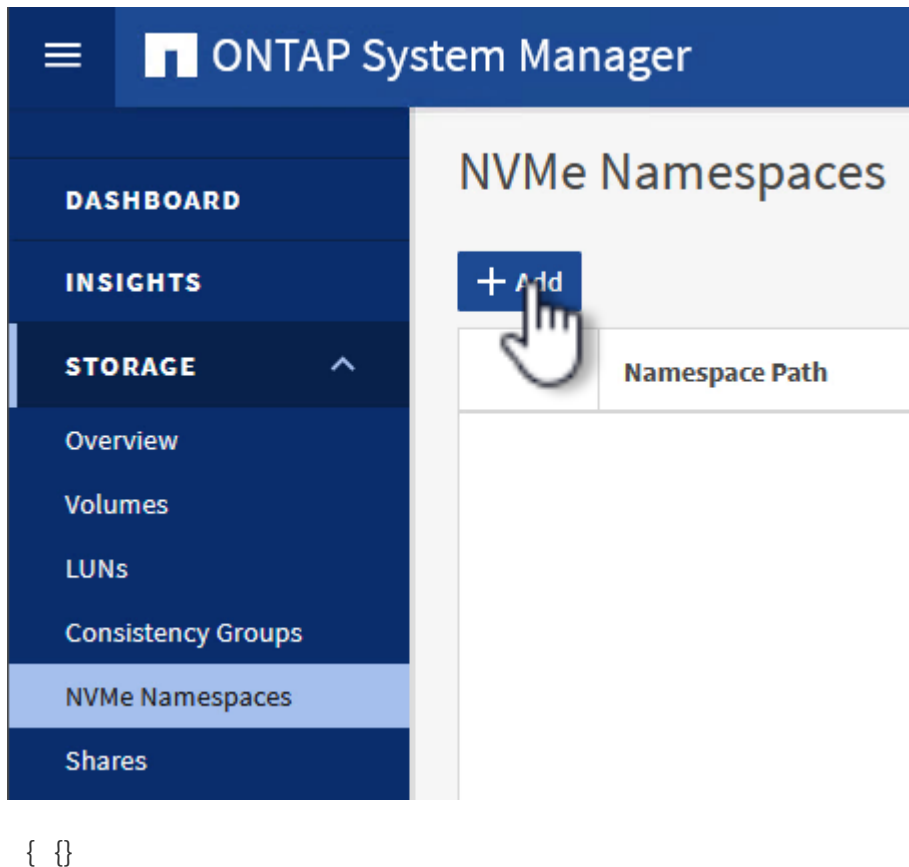 ONTAP System Manager
NVMe Namespaces
DASHBOARD
INSIGHTS
+ Add
STORAGE
Namespace Path
Overview
Volumes
LUNs
Consistency Groups
NVMe Namespaces
Shares
{ {}